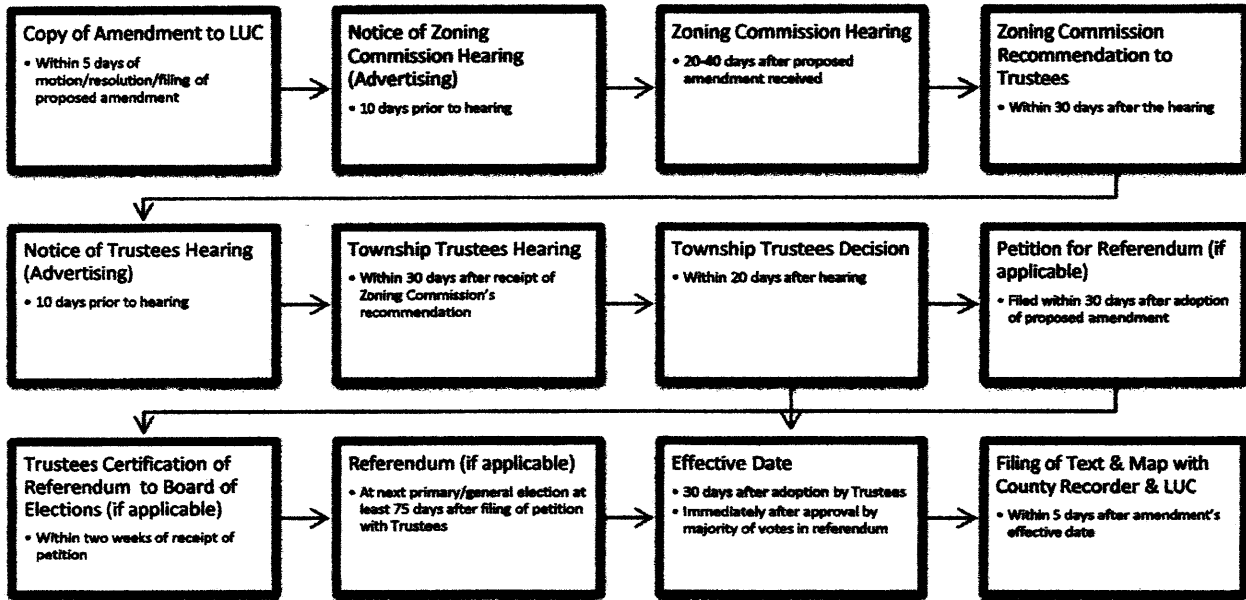 Copy of Amendment to LUC
• Within 5 days of
motion/resolution/filing of
proposed amendment
Notice of Zoning
Commission Hearing
(Advertising)
• 10 days prior to hearing
Zoning Commission Hearing
• 20-40 days after proposed
amendment received
Zoning Commission
Recommendation to
Trustees
• Within 30 days after the hearing
Notice of Trustees Hearing
(Advertising)
• 10 days prior to hearing
Township Trustees Hearing
• Within 30 days after receipt of
Zoning Commission's
recommendation
Township Trustees Decision
• Within 20 days after hearing
Petition for Referendum (if
applicable)
• Filed within 30 days after adoption
of proposed amendment
Trustees Certification of
Referendum to Board of
Elections (if applicable)
• Within two weeks of receipt of
petition
Referendum (if applicable)
• At next primary/general election at
least 75 days after filing of petition
with Trustees
Effective Date
• 30 days after adoption by Trustees
• Immediately after approval by
majority of votes in referendum
Filing of Text & Map with
County Recorder & LUC
• Within 5 days after amendment's
effective date